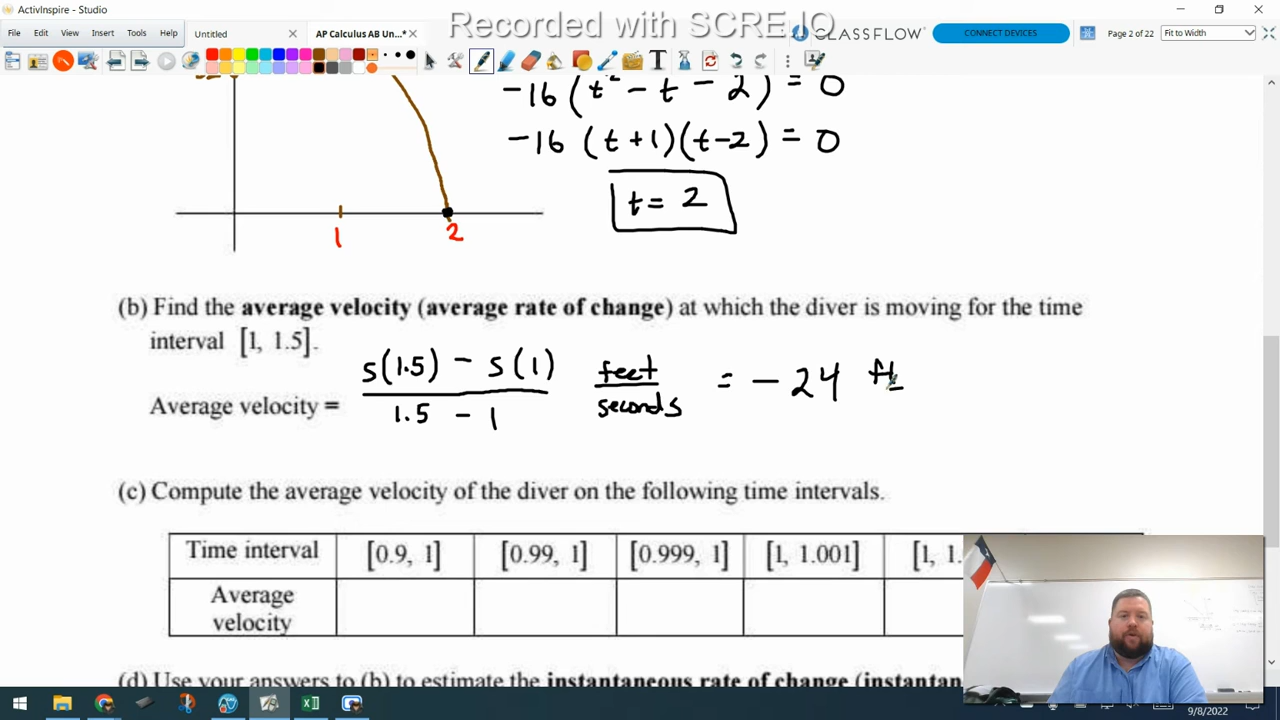 ActivInspire - Studio
Recorded with SCRE.IO
File Edit View Insert Tools Help
Untitled
AP Calculus AB Un...*
CLASSFLOW
CONNECT DEVICES
Page 2 of 22
Fit to Width
-16 (t² - t - 2) = 0
-16 (t+1)(t-2) = 0
t = 2
1
2
(b) Find the average velocity (average rate of change) at which the diver is moving for the time
interval [1, 1.5].
Average velocity =
s(1.5) - s(1)
1.5 - 1
feet
seconds
= -24 ft
(c) Compute the average velocity of the diver on the following time intervals.
Time interval [0.9, 1] [0.99, 1] [0.999, 1] [1, 1.001] [1, 1.
Average
velocity
(d) Use your answers to (b) to estimate the instantaneous rate of change (instantan
9/8/2022